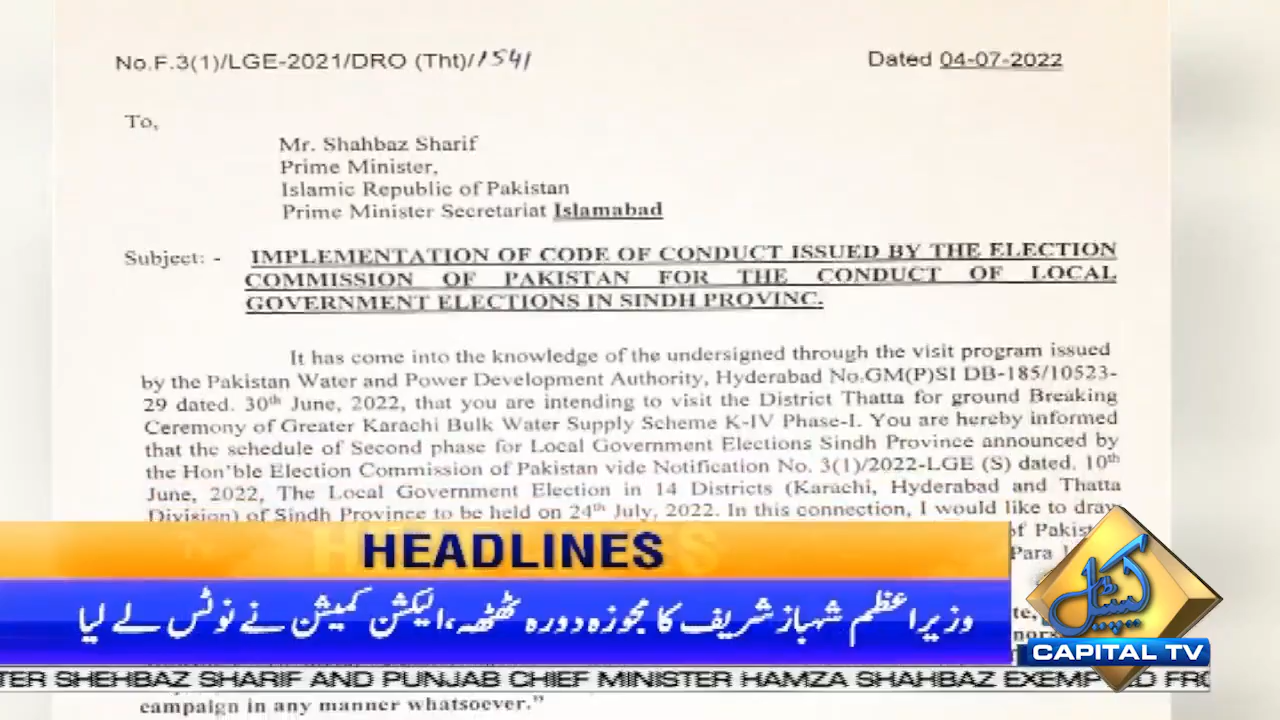 No.F.3(1)/LGE-2021/DRO (Tht)/1541 Dated 04-07-2022
To,
Mr. Shahbaz Sharif
Prime Minister,
Islamic Republic of Pakistan
Prime Minister Secretariat Islamabad
Subject: - IMPLEMENTATION OF CODE OF CONDUCT ISSUED BY THE ELECTION
COMMISSION OF PAKISTAN FOR THE CONDUCT OF LOCAL
GOVERNMENT ELECTIONS IN SINDH PROVINC.
It has come into the knowledge of the undersigned through the visit program issued
by the Pakistan Water and Power Development Authority, Hyderabad No.GM(P)SI DB-185/10523-
29 dated. 30th June, 2022, that you are intending to visit the District Thatta for ground Breaking
Ceremony of Greater Karachi Bulk Water Supply Scheme K-IV Phase-I. You are hereby informed
that the schedule of Second phase for Local Government Elections Sindh Province announced by
the Hon'ble Election Commission of Pakistan vide Notification No. 3(1)/2022-LGE (S) dated. 10th
June, 2022, The Local Government Election in 14 Districts (Karachi, Hyderabad and Thatta
Division) of Sindh Province to be held on 24th July, 2022. In this connection, I would like to draw
of Pakis
Para
HEADLINES
وزیراعظم شہباز شریف کا مجوزہ دورہ ٹھٹھہ، الیکشن کمیشن نے نوٹس لے لیا
کیپیٹل
CAPITAL TV
TER SHEHBAZ SHARIF AND PUNJAB CHIEF MINISTER HAMZA SHAHBAZ EXEMPTED FRO
campaign in any manner whatsoever."